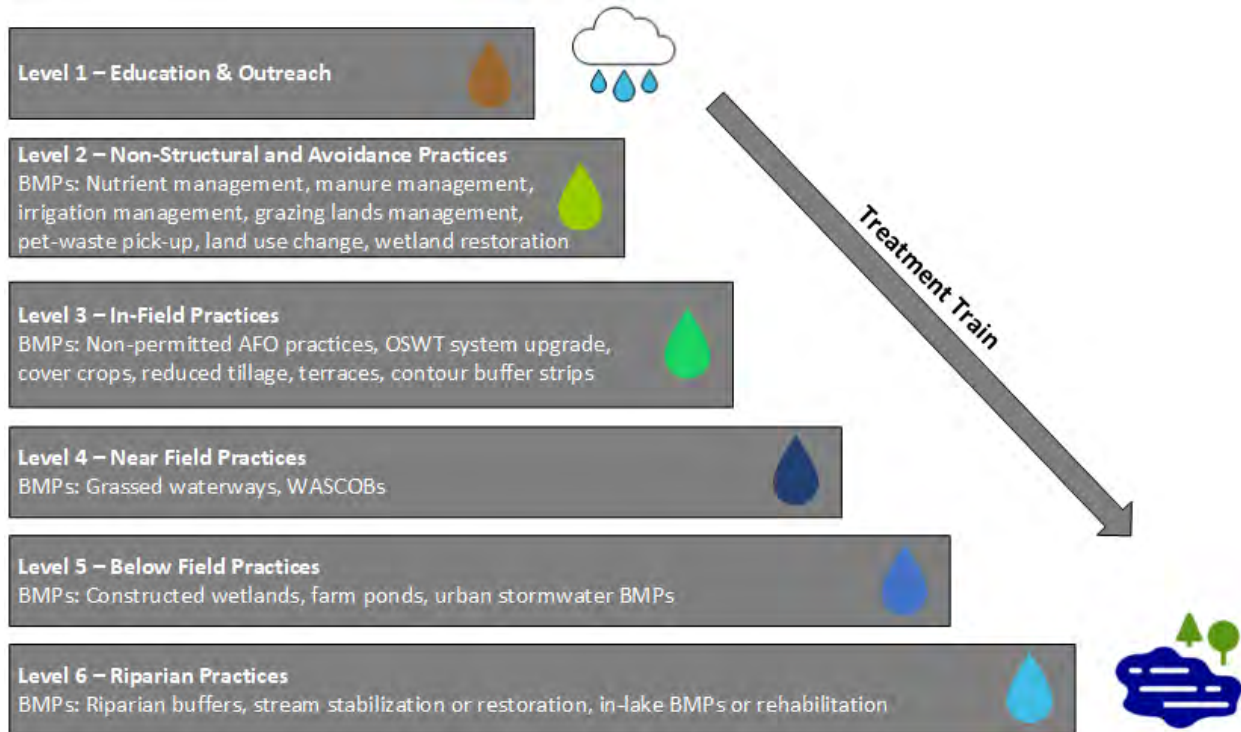 Level 1 – Education & Outreach
Level 2 – Non-Structural and Avoidance Practices
BMPs: Nutrient management, manure management,
irrigation management, grazing lands management,
pet-waste pick-up, land use change, wetland restoration
Level 3 – In-Field Practices
BMPs: Non-permitted AFO practices, OSWT system upgrade,
cover crops, reduced tillage, terraces, contour buffer strips
Level 4 – Near Field Practices
BMPs: Grassed waterways, WASCOBs
Level 5 – Below Field Practices
BMPs: Constructed wetlands, farm ponds, urban stormwater BMPs
Level 6 – Riparian Practices
BMPs: Riparian buffers, stream stabilization or restoration, in-lake BMPs or rehabilitation
Treatment Train